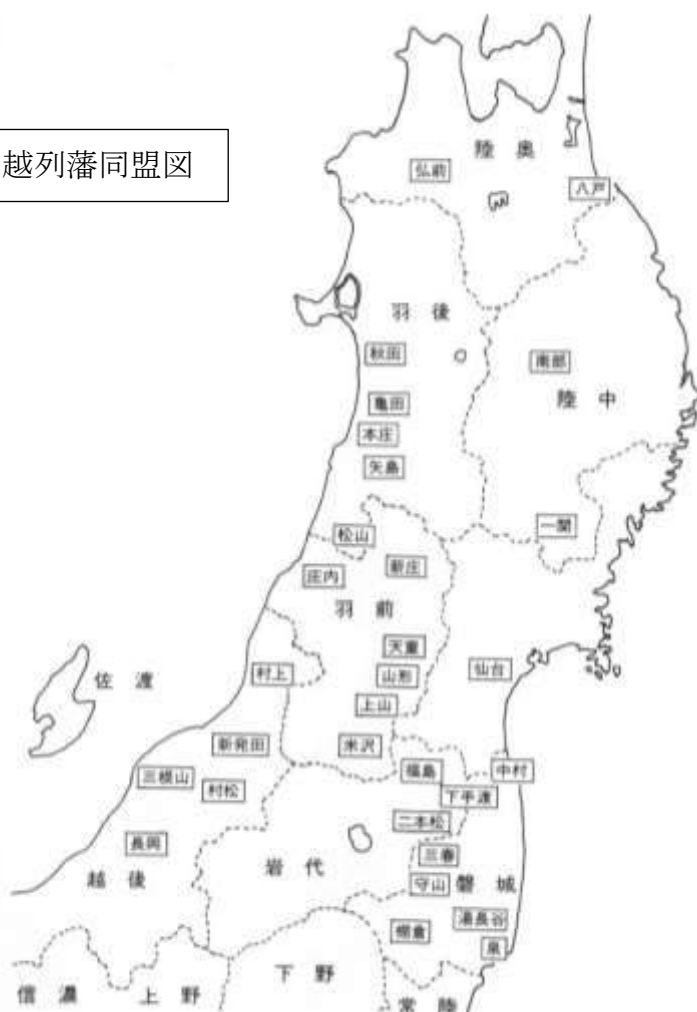 越列藩同盟図
陸奥
弘前
八戸
羽後
秋田
南部
亀田
陸中
本庄
矢島
一関
松山
新庄
庄内
羽前
天童
仙台
村上
山形
佐渡
上山
新発田
米沢
中村
福島
三根山
下手渡
村松
二本松
長岡
三春
岩代
越後
守山
磐城
湯長谷
棚倉
泉
下野
信濃
上野
常陸